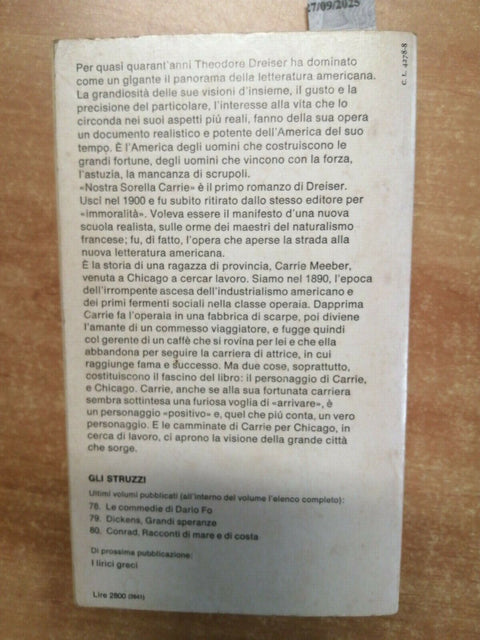 27/09/2025
c. l. 4278-8
Per quasi quarant'anni Theodore Dreiser ha dominato
come un gigante il panorama della letteratura americana.
La grandiosità delle sue visioni d'insieme, il gusto e la
precisione del particolare, l'interesse alla vita che lo
circonda nei suoi aspetti piú reali, fanno della sua opera
un documento realistico e potente dell'America del suo
tempo. È l'America degli uomini che costruiscono le
grandi fortune, degli uomini che vincono con la forza,
l'astuzia, la mancanza di scrupoli.
«Nostra Sorella Carrie» è il primo romanzo di Dreiser.
Uscì nel 1900 e fu subito ritirato dallo stesso editore per
«immoralità». Voleva essere il manifesto d'una nuova
scuola realista, sulle orme dei maestri del naturalismo
francese; fu, di fatto, l'opera che aperse la strada alla
nuova letteratura americana.
È la storia di una ragazza di provincia, Carrie Meeber,
venuta a Chicago a cercar lavoro. Siamo nel 1890, l'epoca
dell'irrompente ascesa dell'industrialismo americano e
dei primi fermenti sociali nella classe operaia. Dapprima
Carrie fa l'operaia in una fabbrica di scarpe, poi diviene
l'amante di un commesso viaggiatore, e fugge quindi
col gerente di un caffè che si rovina per lei e che ella
abbandona per seguire la carriera di attrice, in cui
raggiunge fama e successo. Ma due cose, soprattutto,
costituiscono il fascino del libro: il personaggio di Carrie,
e Chicago. Carrie, anche se alla sua fortunata carriera
sembra sottintesa una furiosa voglia di «arrivare», è
un personaggio «positivo» e, quel che piú conta, un vero
personaggio. E le camminate di Carrie per Chicago, in
cerca di lavoro, ci aprono la visione della grande città
che sorge.
GLI STRUZZI
Ultimi volumi pubblicati (all'interno del volume l'elenco completo):
78. Le commedie di Dario Fo
79. Dickens, Grandi speranze
80. Conrad, Racconti di mare e di costa
Di prossima pubblicazione:
I lirici greci
Lire 2800 (2641)